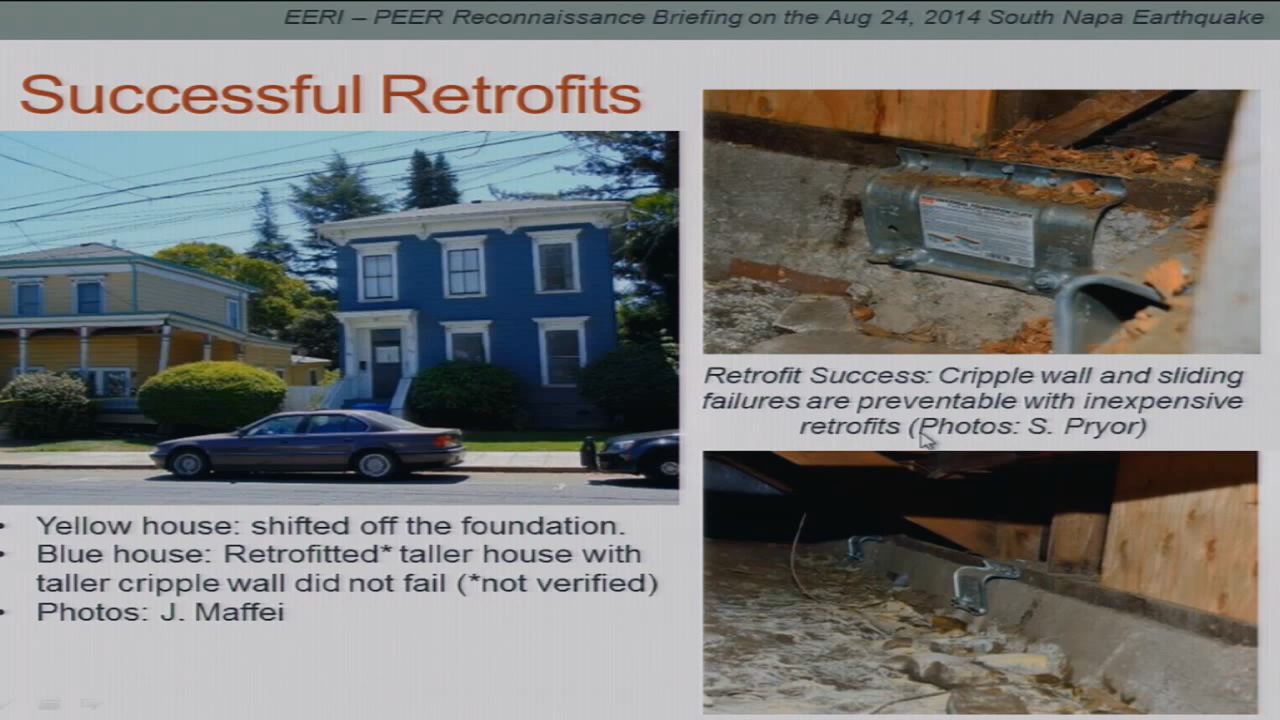 EERI – PEER Reconnaissance Briefing on the Aug 24, 2014 South Napa Earthquake
Successful Retrofits
Retrofit Success: Cripple wall and sliding
failures are preventable with inexpensive
retrofits (Photos: S. Pryor)
• Yellow house: shifted off the foundation.
• Blue house: Retrofitted* taller house with
taller cripple wall did not fail (*not verified)
• Photos: J. Maffei